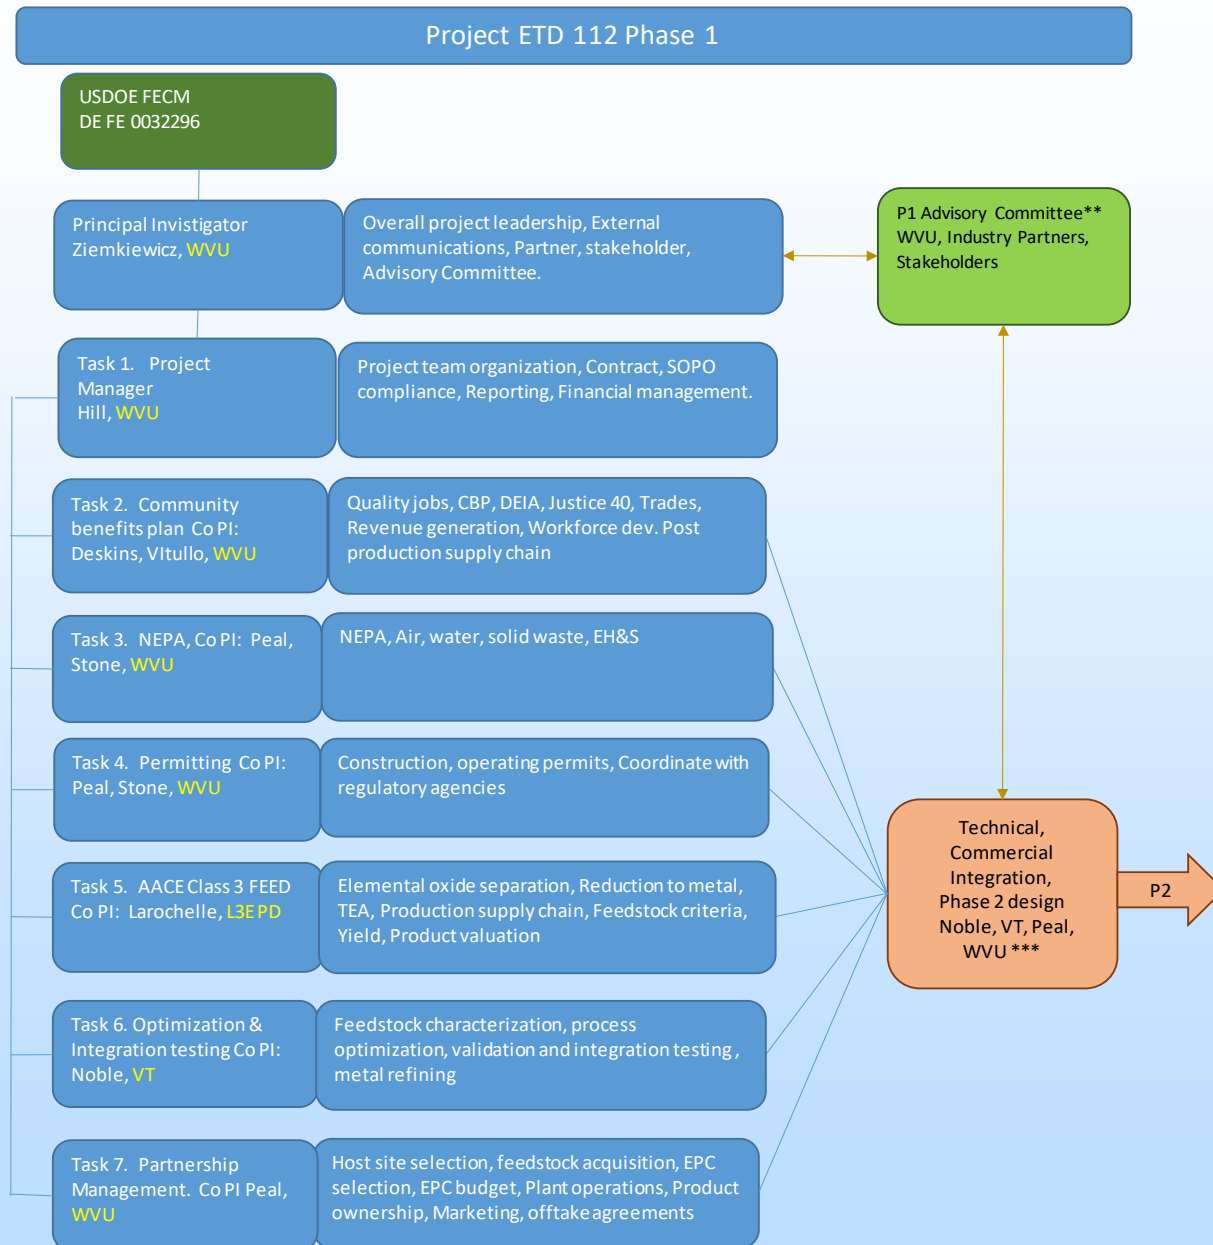 Project ETD 112 Phase 1
USDOE FECM
DE FE 0032296
Principal Invistigator
Ziemkiewicz, WVU
Overall project leadership, External
communications, Partner, stakeholder,
Advisory Committee.
P1 Advisory Committee**
WVU, Industry Partners,
Stakeholders
Task 1. Project
Manager
Hill, WVU
Project team organization, Contract, SOPO
compliance, Reporting, Financial management.
Task 2. Community
benefits plan Co PI:
Deskins, VItullo, WVU
Quality jobs, CBP, DEIA, Justice 40, Trades,
Revenue generation, Workforce dev. Post
production supply chain
Task 3. NEPA, Co PI: Peal,
Stone, WVU
NEPA, Air, water, solid waste, EH&S
Task 4. Permitting Co PI:
Peal, Stone, WVU
Construction, operating permits, Coordinate with
regulatory agencies
Task 5. AACE Class 3 FEED
Co PI: Larochelle, L3EPD
Elemental oxide separation, Reduction to metal,
TEA, Production supply chain, Feedstock criteria,
Yield, Product valuation
Technical,
Commercial
Integration,
Phase 2 design
Noble, VT, Peal,
WVU ***
P2
Task 6. Optimization &
Integration testing Co PI:
Noble, VT
Feedstock characterization, process
optimization, validation and integration testing ,
metal refining
Task 7. Partnership
Management. Co PI Peal,
WVU
Host site selection, feedstock acquisition, EPC
selection, EPC budget, Plant operations, Product
ownership, Marketing, offtake agreements